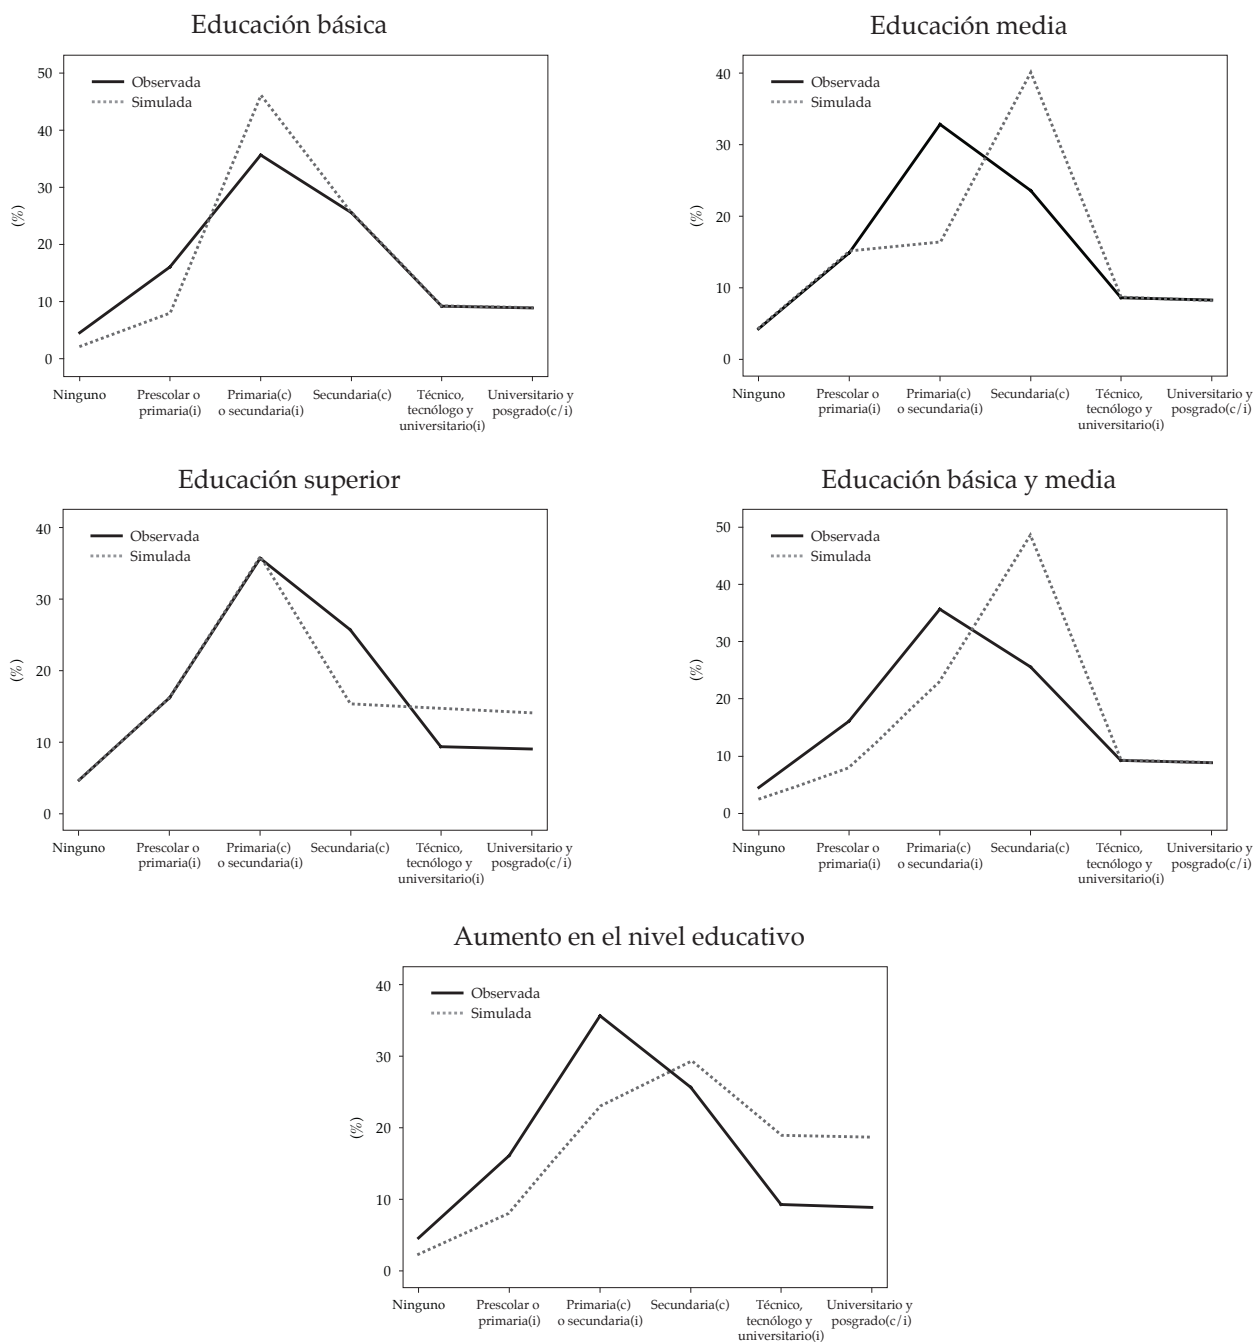 Educación básica
(%)
50
40
30
20
10
0
Observada
Simulada
Ninguno
Prescolar o
primaria(i)
Primaria(c)
o secundaria(i)
Secundaria(c)
Técnico,
tecnólogo y
universitario(i)
Universitario y
posgrado(c/i)
Educación media
(%)
40
30
20
10
0
Observada
Simulada
Ninguno
Prescolar o
primaria(i)
Primaria(c)
o secundaria(i)
Secundaria(c)
Técnico,
tecnólogo y
universitario(i)
Universitario y
posgrado(c/i)
Educación superior
(%)
40
30
20
10
0
Observada
Simulada
Ninguno
Prescolar o
primaria(i)
Primaria(c)
o secundaria(i)
Secundaria(c)
Técnico,
tecnólogo y
universitario(i)
Universitario y
posgrado(c/i)
Educación básica y media
(%)
50
40
30
20
10
0
Observada
Simulada
Ninguno
Prescolar o
primaria(i)
Primaria(c)
o secundaria(i)
Secundaria(c)
Técnico,
tecnólogo y
universitario(i)
Universitario y
posgrado(c/i)
Aumento en el nivel educativo
(%)
40
30
20
10
0
Observada
Simulada
Ninguno
Prescolar o
primaria(i)
Primaria(c)
o secundaria(i)
Secundaria(c)
Técnico,
tecnólogo y
universitario(i)
Universitario y
posgrado(c/i)